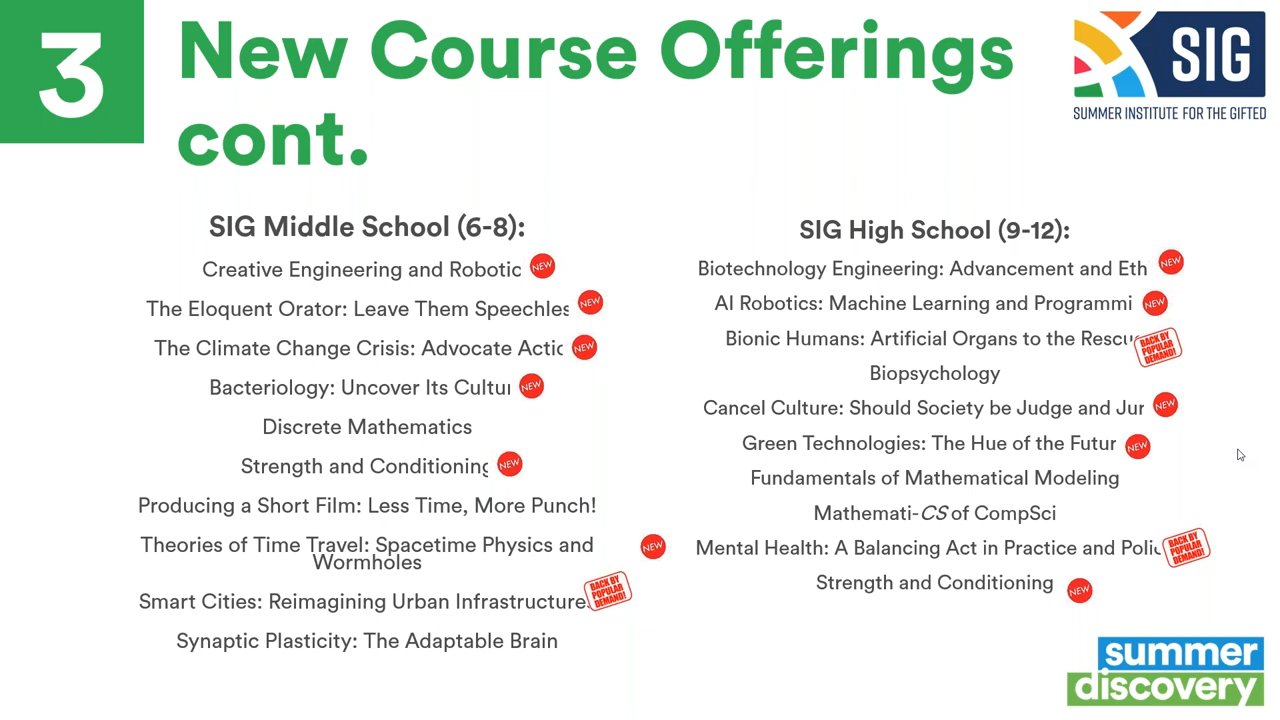 3
New Course Offerings
cont.
SIG
SUMMER INSTITUTE FOR THE GIFTED
SIG Middle School (6-8):
Creative Engineering and Robotic
NEW
The Eloquent Orator: Leave Them Speechles
NEW
The Climate Change Crisis: Advocate Actic
NEW
Bacteriology: Uncover Its Cultur
NEW
Discrete Mathematics
Strength and Conditioning
NEW
Producing a Short Film: Less Time, More Punch!
Theories of Time Travel: Spacetime Physics and
Wormholes
NEW
Smart Cities: Reimagining Urban Infrastructure
BACK BY
POPULAR
DEMAND!
Synaptic Plasticity: The Adaptable Brain
SIG High School (9-12):
Biotechnology Engineering: Advancement and Eth
NEW
AI Robotics: Machine Learning and Programmi
NEW
Bionic Humans: Artificial Organs to the Rescu
BACK BY
POPULAR
DEMAND!
Biopsychology
Cancel Culture: Should Society be Judge and Jur
NEW
Green Technologies: The Hue of the Futur
NEW
Fundamentals of Mathematical Modeling
Mathemati-CS of CompSci
Mental Health: A Balancing Act in Practice and Polic
BACK BY
POPULAR
DEMAND!
Strength and Conditioning
NEW
summer
discovery